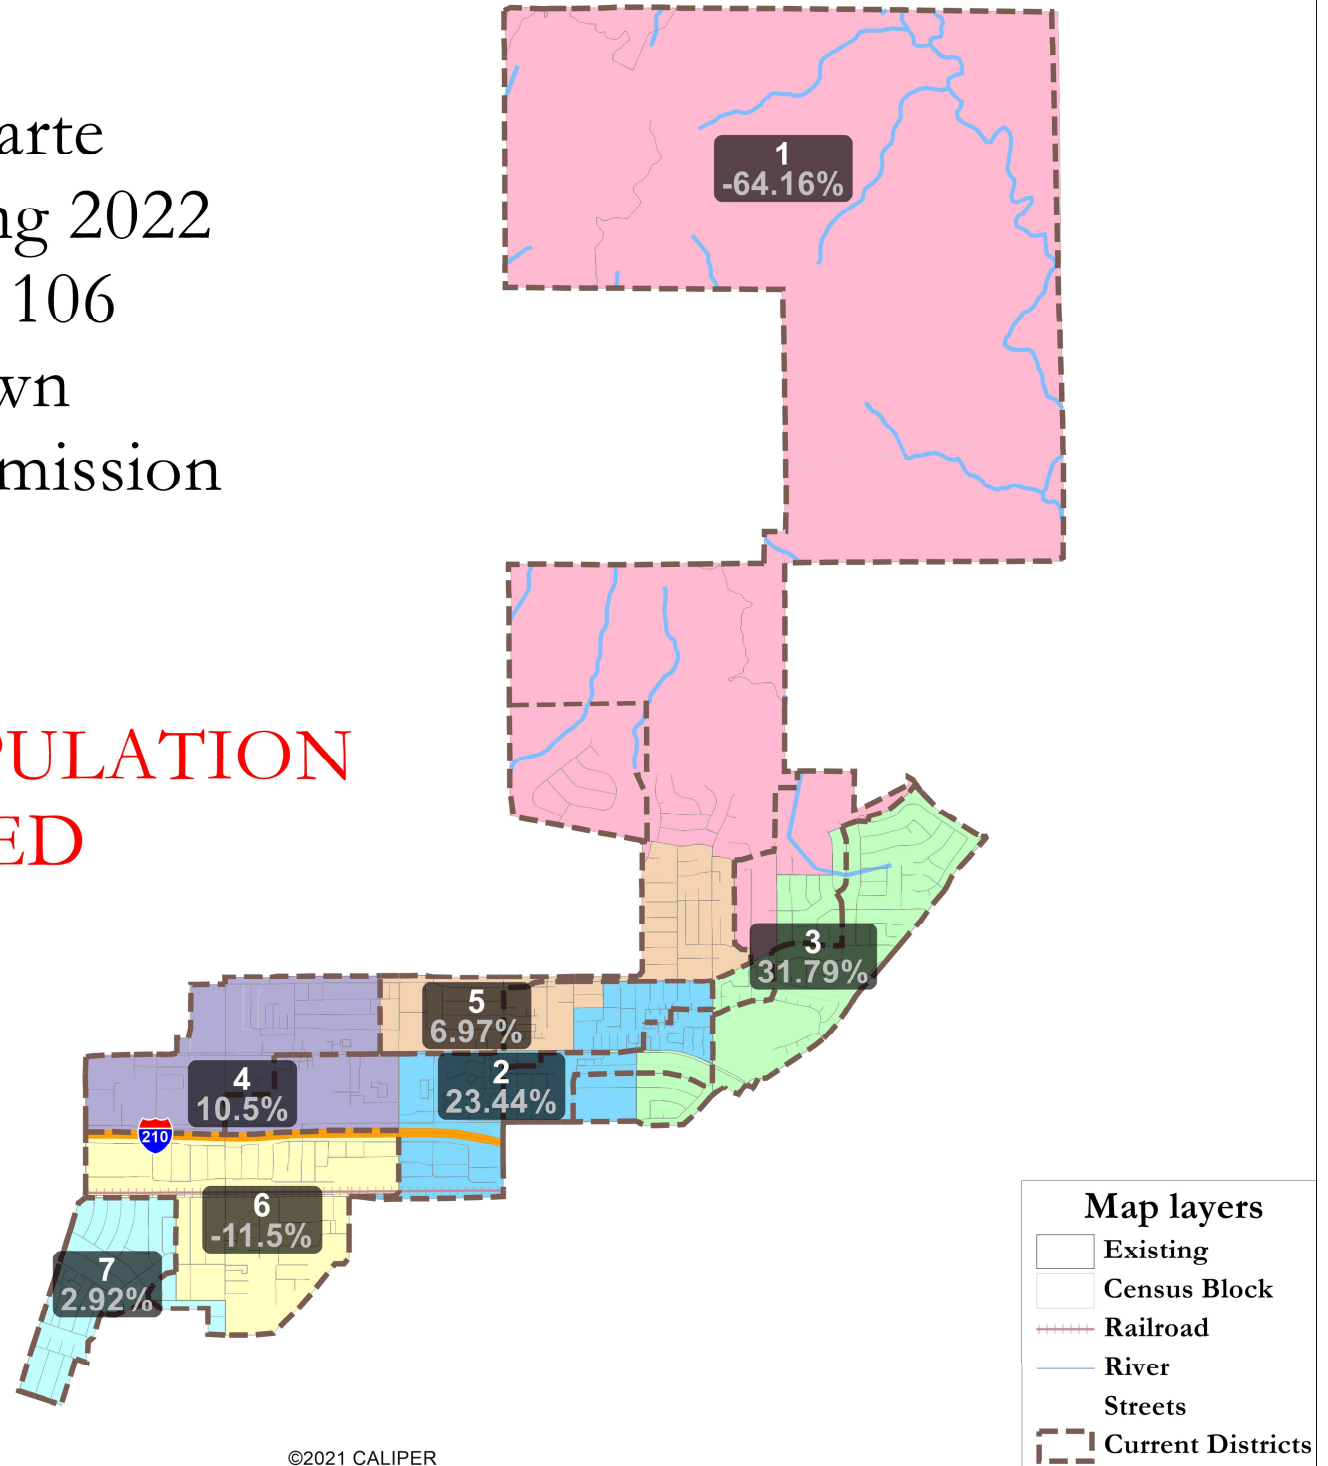 arte
ng 2022
106
wn
mission
PULATION
ED
1
-64.16%
3
31.79%
5
6.97%
2
23.44%
4
10.5%
210
6
-11.5%
7
2.92%
Map layers
Existing
Census Block
Railroad
River
Streets
Current Districts
©2021 CALIPER